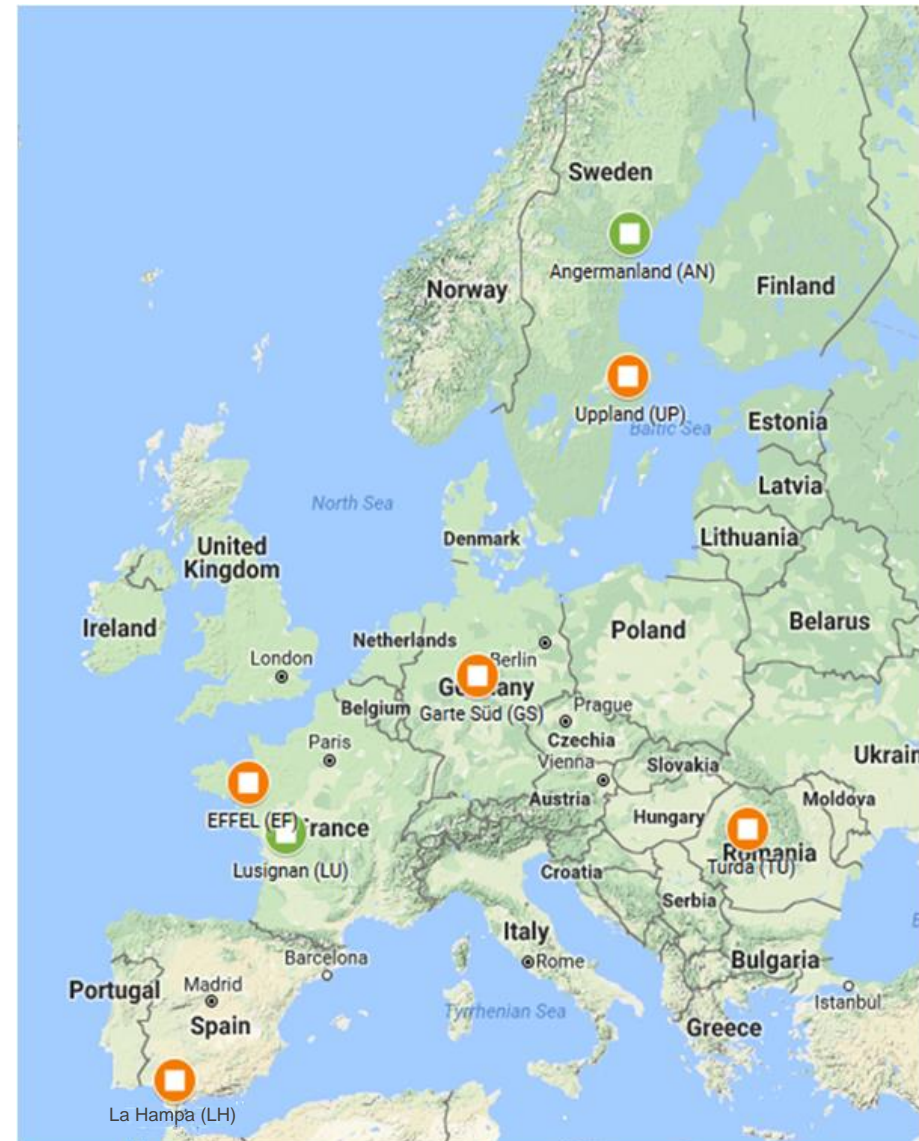 Sweden
Angermanland (AN)
Norway
Finland
Uppland (UP)
Baltic Sea
Estonia
North Sea
Latvia
Denmark
Lithuania
United
Kingdom
Ireland
Netherlands
Poland
Belarus
London
Berlin
Germany
Belgium
Garte Süd (GS)
Prague
Paris
Czechia
Vienna
Slovakia
Ukrain
Austria
Moldova
EFFEL (EF)
France
Hungary
Romania
Turda (TU)
Lusignan (LU)
Croatia
Serbia
Italy
Barcelona
Rome
Bulgaria
Portugal
Madrid
Istanbul
Spain
Tyrrhenian Sea
Greece
La Hampa (LH)